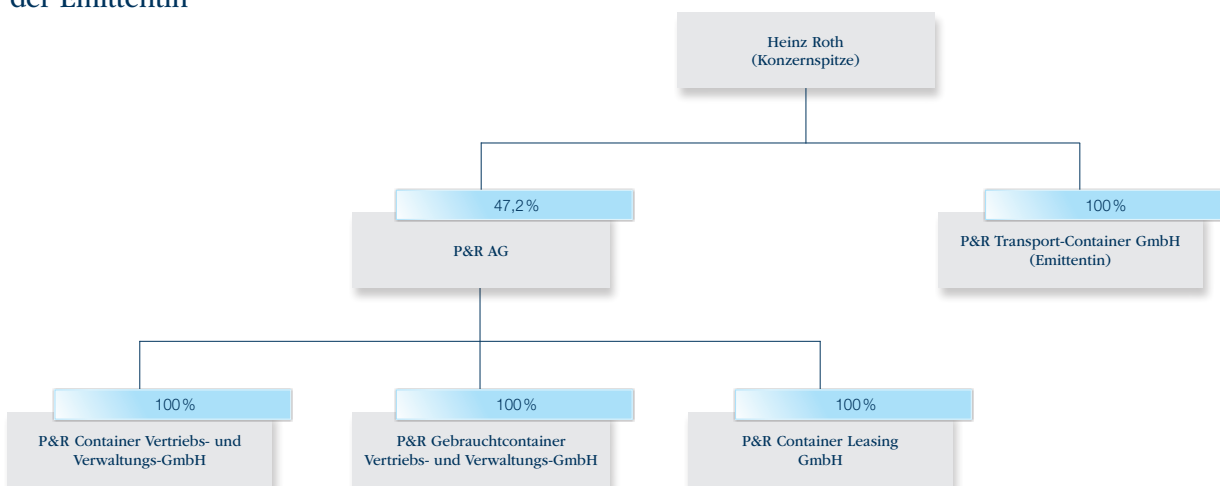 der Emittentin
Heinz Roth
(Konzernspitze)
47,2 %
100 %
P&R AG
P&R Transport-Container GmbH
(Emittentin)
100 %
100 %
100 %
P&R Container Vertriebs- und
Verwaltungs-GmbH
P&R Gebrauchtcontainer
Vertriebs- und Verwaltungs-GmbH
P&R Container Leasing
GmbH